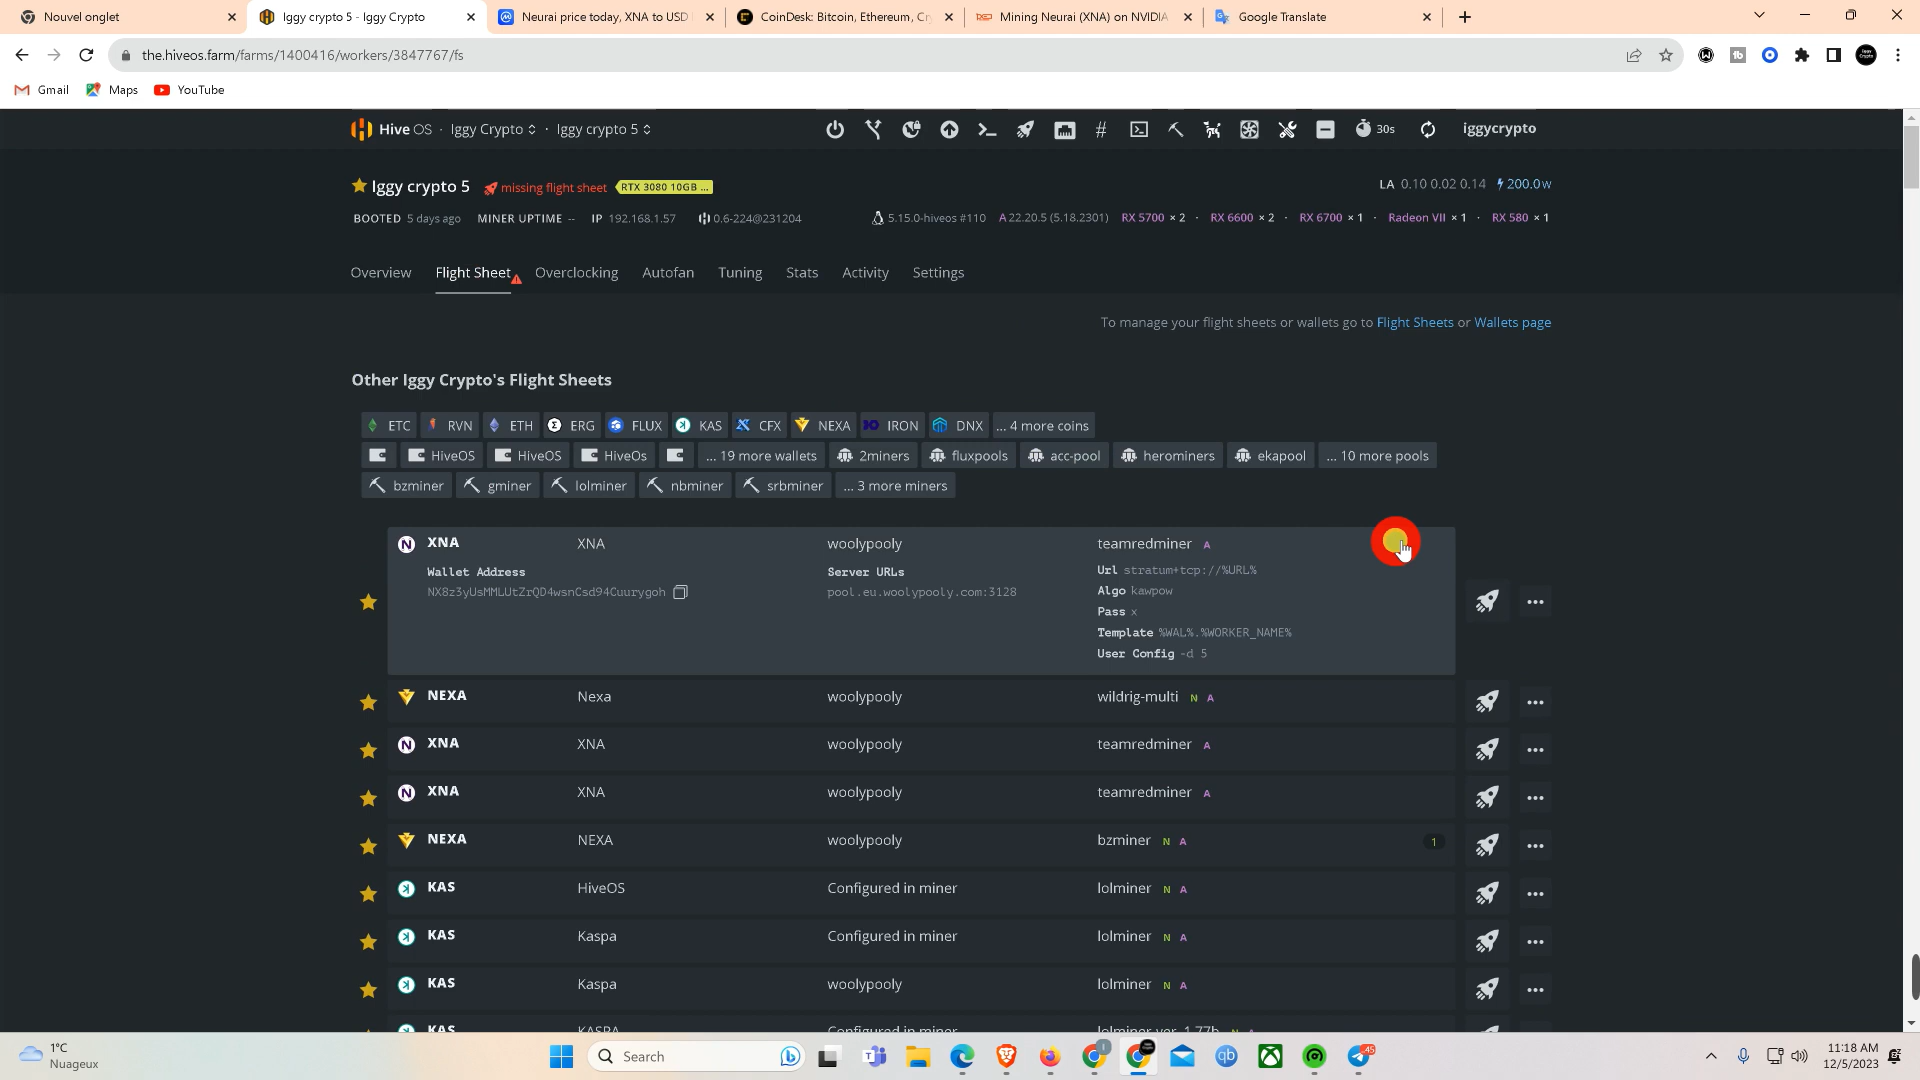 Nouvel onglet
Iggy crypto 5 - Iggy Crypto
Neurai price today, XNA to USD
CoinDesk: Bitcoin, Ethereum, Cr
Mining Neurai (XNA) on NVIDIA
Google Translate
the.hiveos.farm/farms/1400416/workers/3847767/fs
Gmail Maps YouTube
Hive OS · Iggy Crypto · Iggy crypto 5
30s
iggycrypto
Iggy crypto 5 missing flight sheet RTX 3080 10GB ...
LA 0.10 0.02 0.14 200.0W
BOOTED 5 days ago MINER UPTIME -- IP 192.168.1.57 0.6-224@231204
5.15.0-hiveos #110 A 22.20.5 (5.18.2301) RX 5700 × 2 · RX 6600 × 2 · RX 6700 × 1 · Radeon VII × 1 · RX 580 × 1
Overview Flight Sheet Overclocking Autofan Tuning Stats Activity Settings
To manage your flight sheets or wallets go to Flight Sheets or Wallets page
Other Iggy Crypto's Flight Sheets
ETC RVN ETH ERG FLUX KAS CFX NEXA IRON DNX ... 4 more coins
HiveOS HiveOS HiveOs ... 19 more wallets 2miners fluxpools acc-pool herominers ekapool ... 10 more pools
bzminer gminer lolminer nbminer srbminer ... 3 more miners
XNA XNA woolypooly teamredminer A
Wallet Address Server URLs Url stratum+tcp://%URL%
NX8z3yUsMMLUtZrQD4wsnCsd94Cuurygoh pool.eu.woolypooly.com:3128 Algo kawpow
Pass x
Template %WAL%.%WORKER_NAME%
User Config -d 5
NEXA Nexa woolypooly wildrig-multi N A
XNA XNA woolypooly teamredminer A
XNA XNA woolypooly teamredminer A
NEXA NEXA woolypooly bzminer N A 1
KAS HiveOS Configured in miner lolminer N A
KAS Kaspa Configured in miner lolminer N A
KAS Kaspa woolypooly lolminer N A
KAS KASPA Configured in miner lolminer ver. 1.77b N A
1°C
Nuageux
Search
45
11:18 AM
12/5/2023